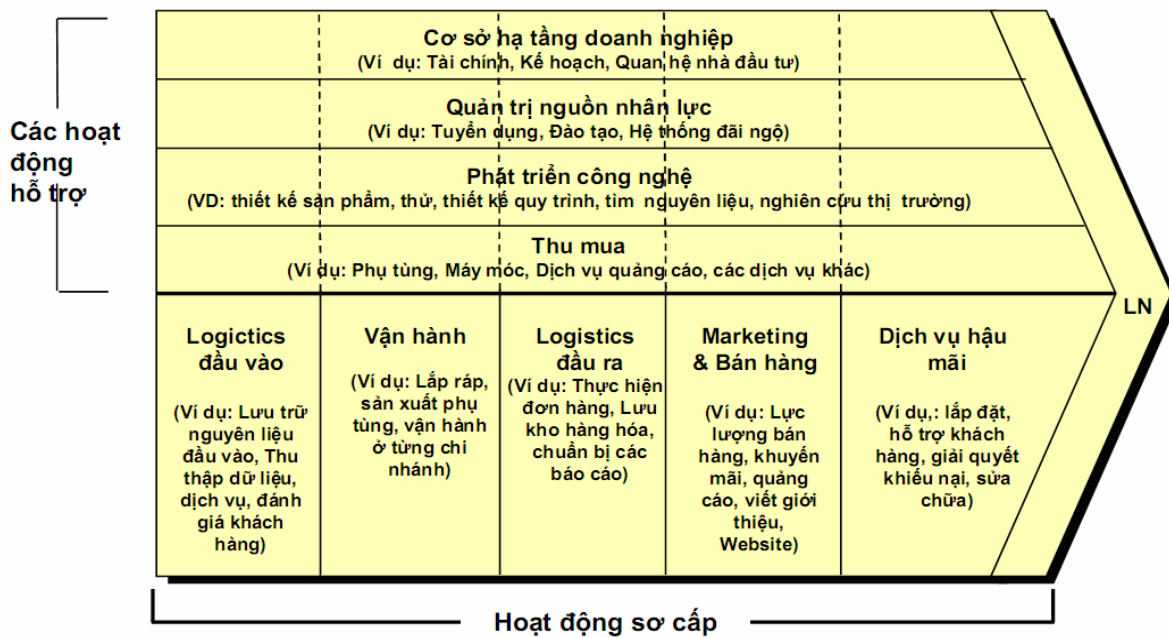 Cơ sở hạ tầng doanh nghiệp
(Ví dụ: Tài chính, Kế hoạch, Quan hệ nhà đầu tư)
Quản trị nguồn nhân lực
(Ví dụ: Tuyển dụng, Đào tạo, Hệ thống đãi ngộ)
Các hoạt
động
hỗ trợ
Phát triển công nghệ
(VD: thiết kế sản phẩm, thử, thiết kế quy trình, tìm nguyên liệu, nghiên cứu thị trường)
Thu mua
(Ví dụ: Phụ tùng, Máy móc, Dịch vụ quảng cáo, các dịch vụ khác)
LN
Logictics
đầu vào
(Ví dụ: Lưu trữ
nguyên liệu
đầu vào, Thu
thập dữ liệu,
dịch vụ, đánh
giá khách
hàng)
Vận hành
(Ví dụ: Lắp ráp,
sản xuất phụ
tùng, vận hành
ở từng chi
nhánh)
Logistics
đầu ra
(Ví dụ: Thực hiện
đơn hàng, Lưu
kho hàng hóa,
chuẩn bị các
báo cáo)
Marketing
& Bán hàng
(Ví dụ: Lực
lượng bán
hàng, khuyến
mãi, quảng
cáo, viết giới
thiệu,
Website)
Dịch vụ hậu
mãi
(Ví dụ,: lắp đặt,
hỗ trợ khách
hàng, giải quyết
khiếu nại, sửa
chữa)
Hoạt động sơ cấp